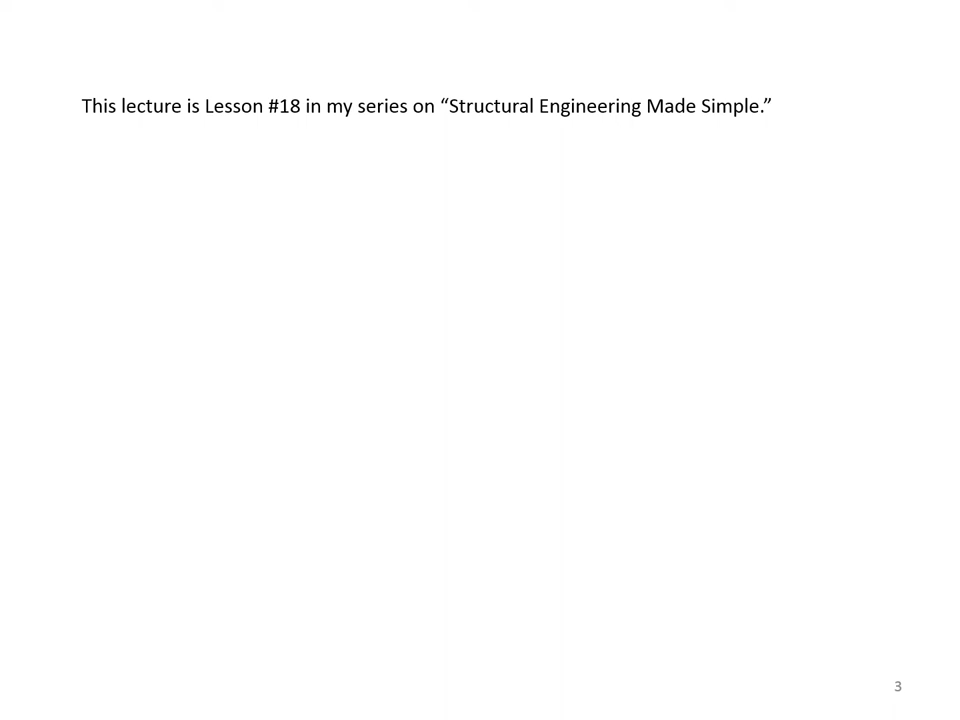 This lecture is Lesson #18 in my series on “Structural Engineering Made Simple.”
3